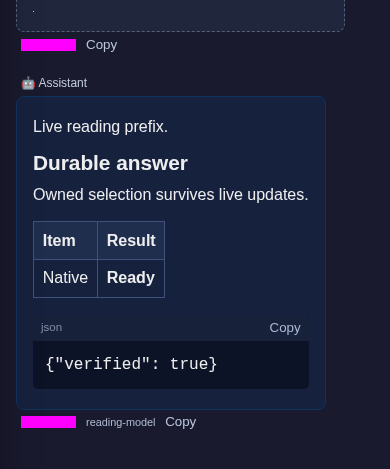 .
Copy
🤖 Assistant
Live reading prefix.
Durable answer
Owned selection survives live updates.
Item Result
Native Ready
json Copy
{"verified": true}
reading-model Copy